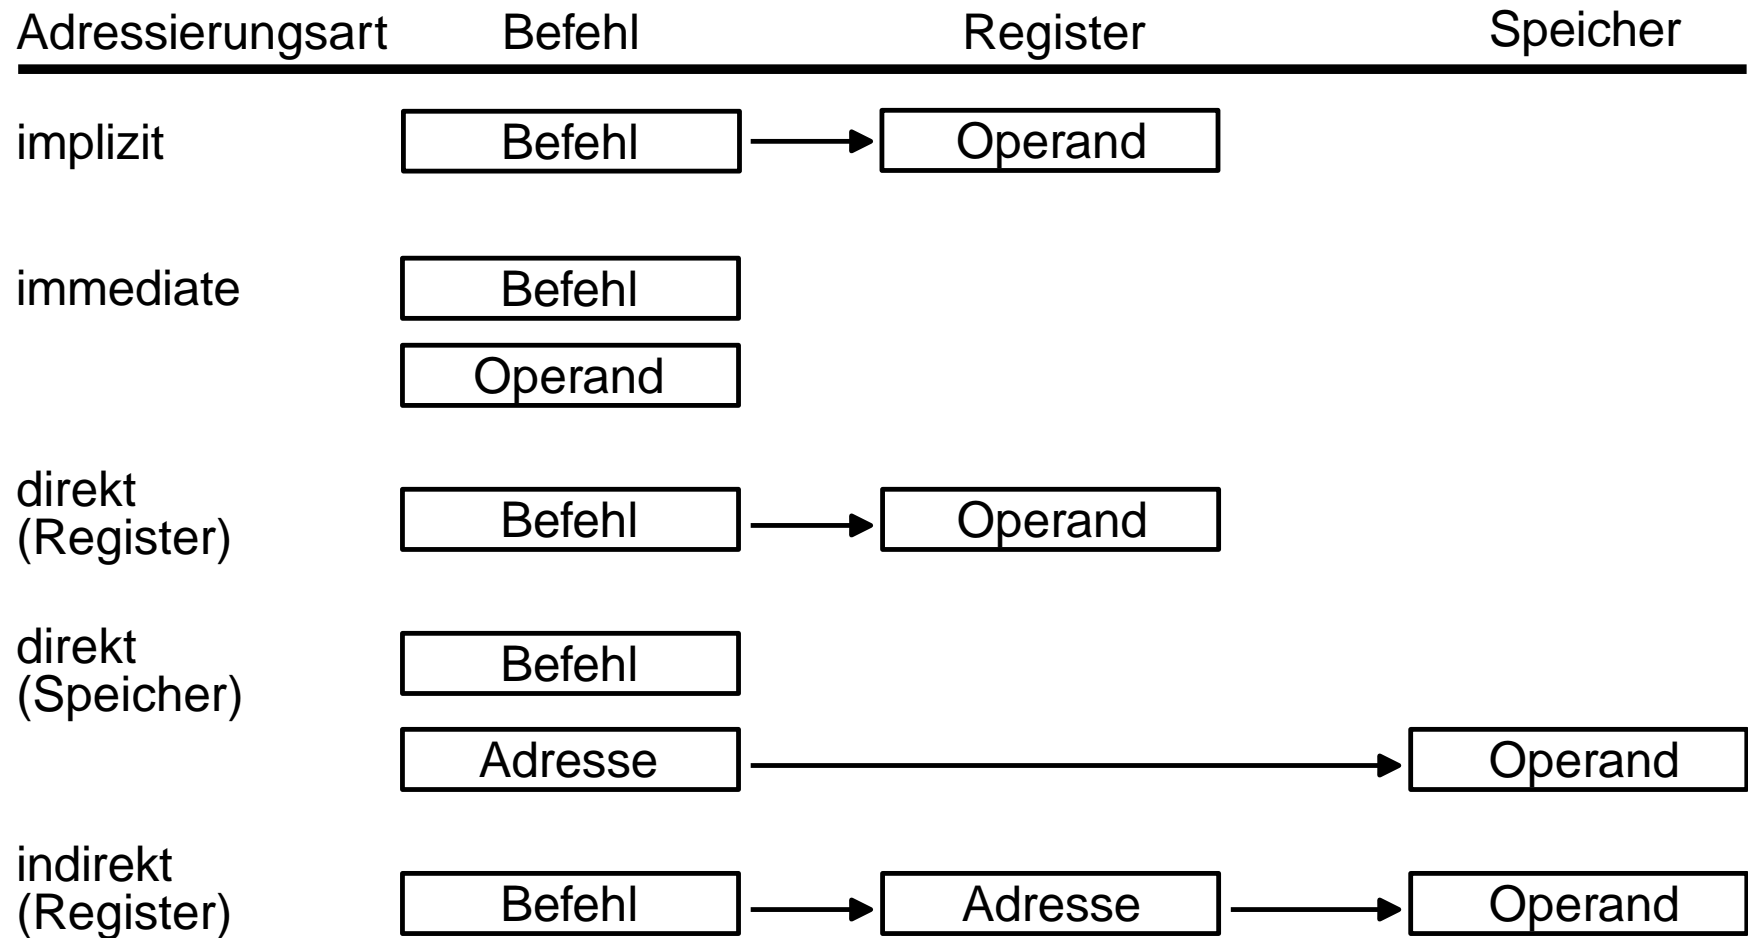 Adressierungsart Befehl Register Speicher
implizit Befehl Operand
immediate Befehl
Operand
direkt
(Register) Befehl Operand
direkt
(Speicher) Befehl
Adresse Operand
indirekt
(Register) Befehl Adresse Operand